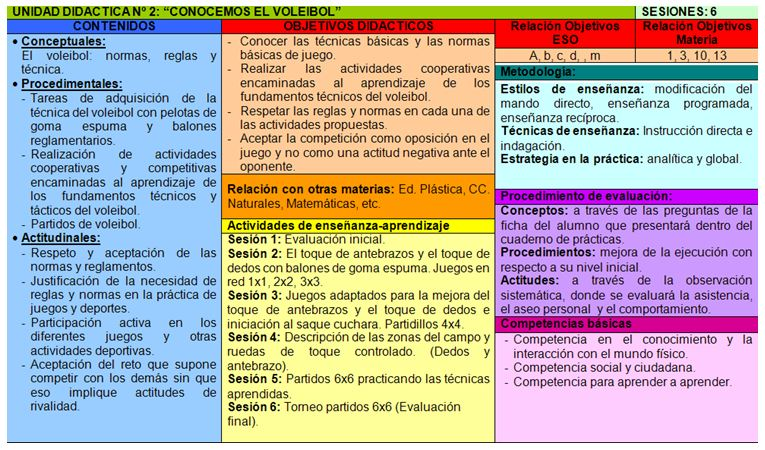 UNIDAD DIDACTICA Nº 2: “CONOCEMOS EL VOLEIBOL”
SESIONES: 6
CONTENIDOS
• Conceptuales:
El voleibol: normas, reglas y
técnica.
• Procedimentales:
- Tareas de adquisición de la
técnica del voleibol con pelotas de
goma espuma y balones
reglamentarios.
- Realización de actividades
cooperativas y competitivas
encaminadas al aprendizaje de
los fundamentos técnicos y
tácticos del voleibol.
- Partidos de voleibol.
• Actitudinales:
- Respeto y aceptación de las
normas y reglamentos.
- Justificación de la necesidad de
reglas y normas en la práctica de
juegos y deportes.
- Participación activa en los
diferentes juegos y otras
actividades deportivas.
- Aceptación del reto que supone
competir con los demás sin que
eso implique actitudes de
rivalidad.
OBJETIVOS DIDACTICOS
- Conocer las técnicas básicas y las normas
básicas de juego.
- Realizar las actividades cooperativas
encaminadas al aprendizaje de los
fundamentos técnicos del voleibol.
- Respetar las reglas y normas en cada una de
las actividades propuestas.
- Aceptar la competición como oposición en el
juego y no como una actitud negativa ante el
oponente.
Relación con otras materias: Ed. Plástica, CC.
Naturales, Matemáticas, etc.
Actividades de enseñanza-aprendizaje
Sesión 1: Evaluación inicial.
Sesión 2: El toque de antebrazos y el toque de
dedos con balones de goma espuma. Juegos en
red 1x1, 2x2, 3x3.
Sesión 3: Juegos adaptados para la mejora del
toque de antebrazos y el toque de dedos e
iniciación al saque cuchara. Partidillos 4x4.
Sesión 4: Descripción de las zonas del campo y
ruedas de toque controlado. (Dedos y
antebrazo).
Sesión 5: Partidos 6x6 practicando las técnicas
aprendidas.
Sesión 6: Torneo partidos 6x6 (Evaluación
final).
Relación Objetivos
ESO
A, b, c, d, , m
Relación Objetivos
Materia
1, 3, 10, 13
Metodología:
Estilos de enseñanza: modificación del
mando directo, enseñanza programada,
enseñanza recíproca.
Técnicas de enseñanza: Instrucción directa e
indagación.
Estrategia en la práctica: analítica y global.
Procedimiento de evaluación:
Conceptos: a través de las preguntas de la
ficha del alumno que presentará dentro del
cuaderno de prácticas.
Procedimientos: mejora de la ejecución con
respecto a su nivel inicial.
Actitudes: a través de la observación
sistemática, donde se evaluará la asistencia,
el aseo personal y el comportamiento.
Competencias básicas
- Competencia en el conocimiento y la
interacción con el mundo físico.
- Competencia social y ciudadana.
- Competencia para aprender a aprender.